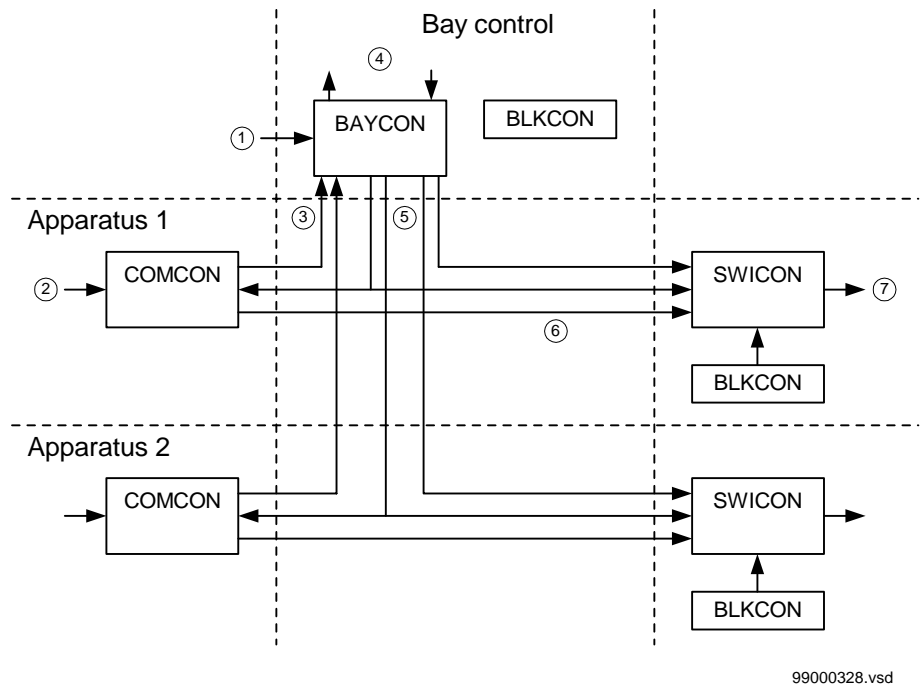 Bay control
4
BAYCON
BLKCON
1
3
5
Apparatus 1
COMCON
SWICON
2
7
6
BLKCON
Apparatus 2
COMCON
SWICON
BLKCON
99000328.vsd